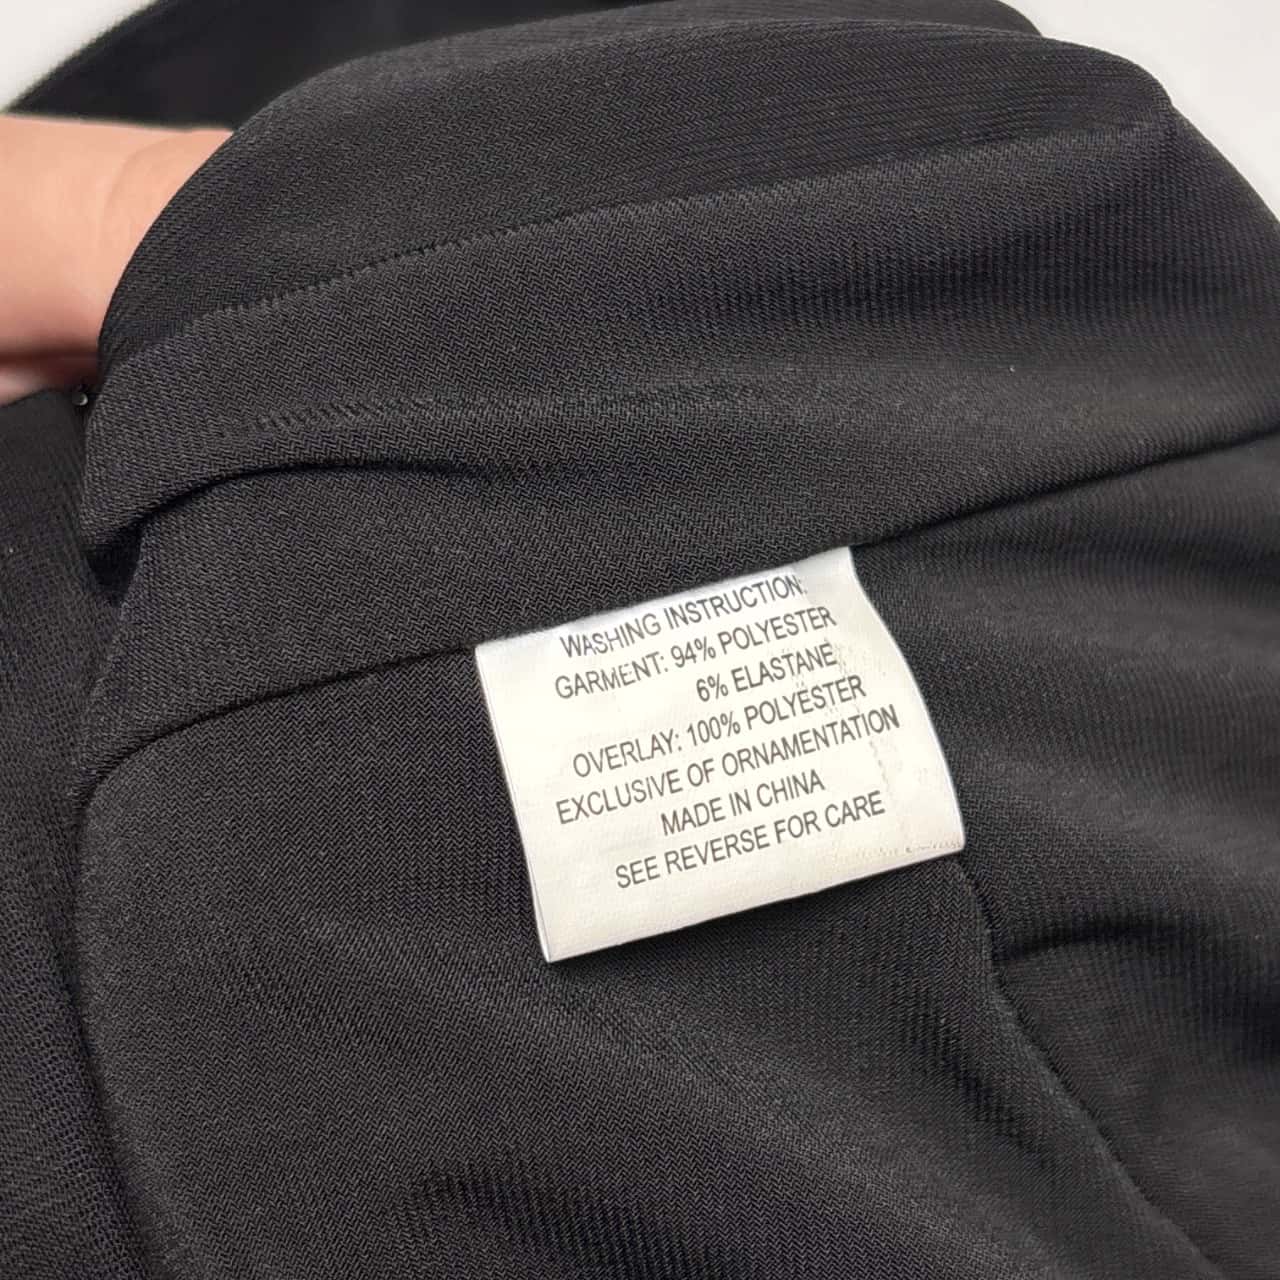 WASHING INSTRUCTION:
GARMENT: 94% POLYESTER
6% ELASTANE
OVERLAY: 100% POLYESTER
EXCLUSIVE OF ORNAMENTATION
MADE IN CHINA
SEE REVERSE FOR CARE